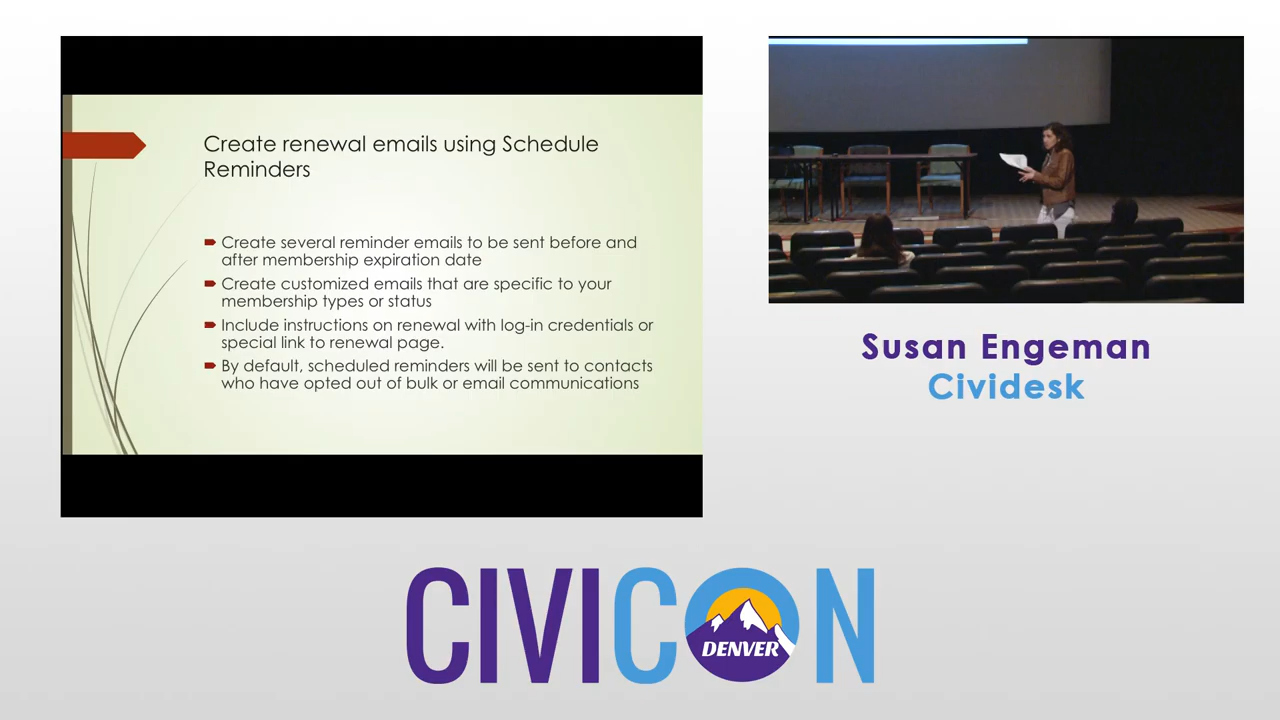 Create renewal emails using Schedule
Reminders
Create several reminder emails to be sent before and
after membership expiration date
Create customized emails that are specific to your
membership types or status
Include instructions on renewal with log-in credentials or
special link to renewal page.
By default, scheduled reminders will be sent to contacts
who have opted out of bulk or email communications
Susan Engeman
Cividesk
CIVICON
DENVER